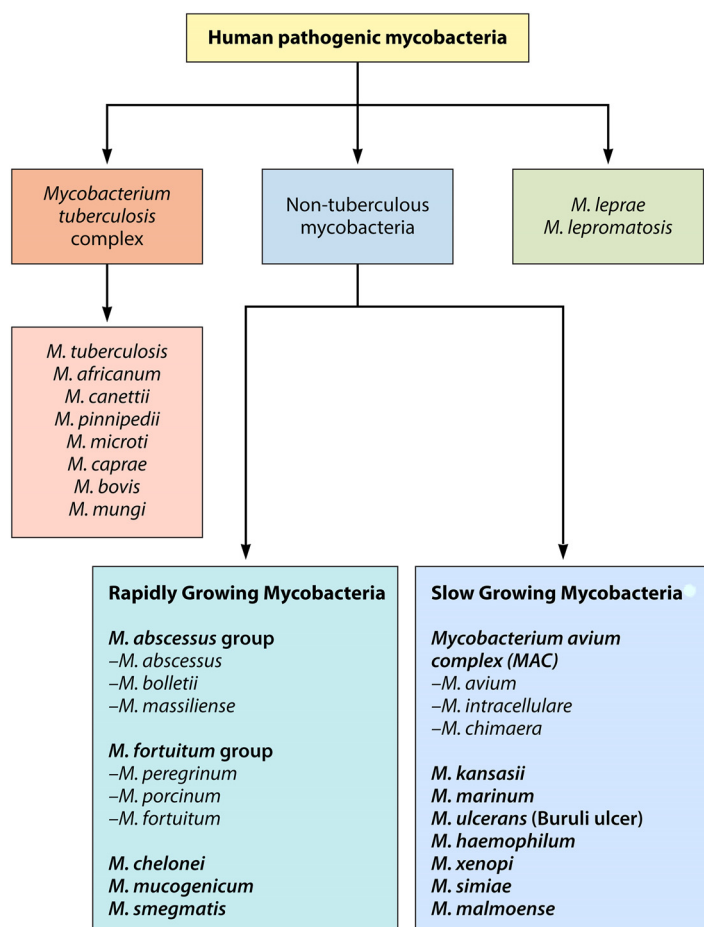 Human pathogenic mycobacteria
Mycobacterium
tuberculosis
complex
Non-tuberculous
mycobacteria
M. leprae
M. lepromatosis
M. tuberculosis
M. africanum
M. canettii
M. pinnipedii
M. microti
M. caprae
M. bovis
M. mungi
Rapidly Growing Mycobacteria
M. abscessus group
–M. abscessus
–M. bolletii
–M. massiliense
M. fortuitum group
–M. peregrinum
–M. porcinum
–M. fortuitum
M. chelonei
M. mucogenicum
M. smegmatis
Slow Growing Mycobacteria
Mycobacterium avium
complex (MAC)
–M. avium
–M. intracellulare
–M. chimaera
M. kansasii
M. marinum
M. ulcerans (Buruli ulcer)
M. haemophilum
M. xenopi
M. simiae
M. malmoense